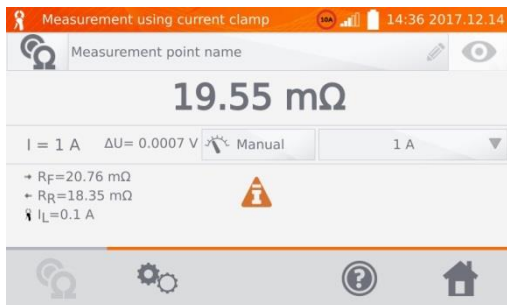 Measurement using current clamp 10A 14:36 2017.12.14
Measurement point name
19.55 mΩ
I = 1 A ΔU= 0.0007 V Manual 1 A
→ RF=20.76 mΩ
← RR=18.35 mΩ
IL=0.1 A